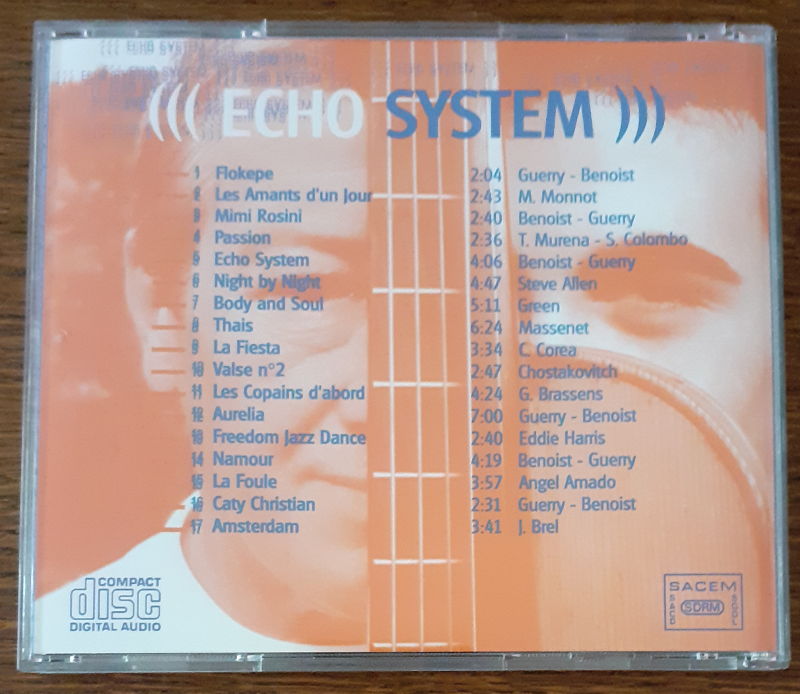 ((( ECHO SYSTEM )))
1 Flokepe 2:04 Guerry - Benoist
2 Les Amants d'un Jour 2:43 M. Monnot
3 Mimi Rosini 2:40 Benoist - Guerry
4 Passion 2:36 T. Murena - S. Colombo
5 Echo System 4:06 Benoist - Guerry
6 Night by Night 4:47 Steve Allen
7 Body and Soul 5:11 Green
8 Thais 6:24 Massenet
9 La Fiesta 3:34 C. Corea
10 Valse n°2 2:47 Chostakovitch
11 Les Copains d'abord 4:24 G. Brassens
12 Aurelia 7:00 Guerry - Benoist
13 Freedom Jazz Dance 2:40 Eddie Harris
14 Namour 4:19 Benoist - Guerry
15 La Foule 3:57 Angel Amado
16 Caty Christian 2:31 Guerry - Benoist
17 Amsterdam 3:41 J. Brel
COMPACT
disc
DIGITAL AUDIO
SACEM
SACD SDRM SGDL